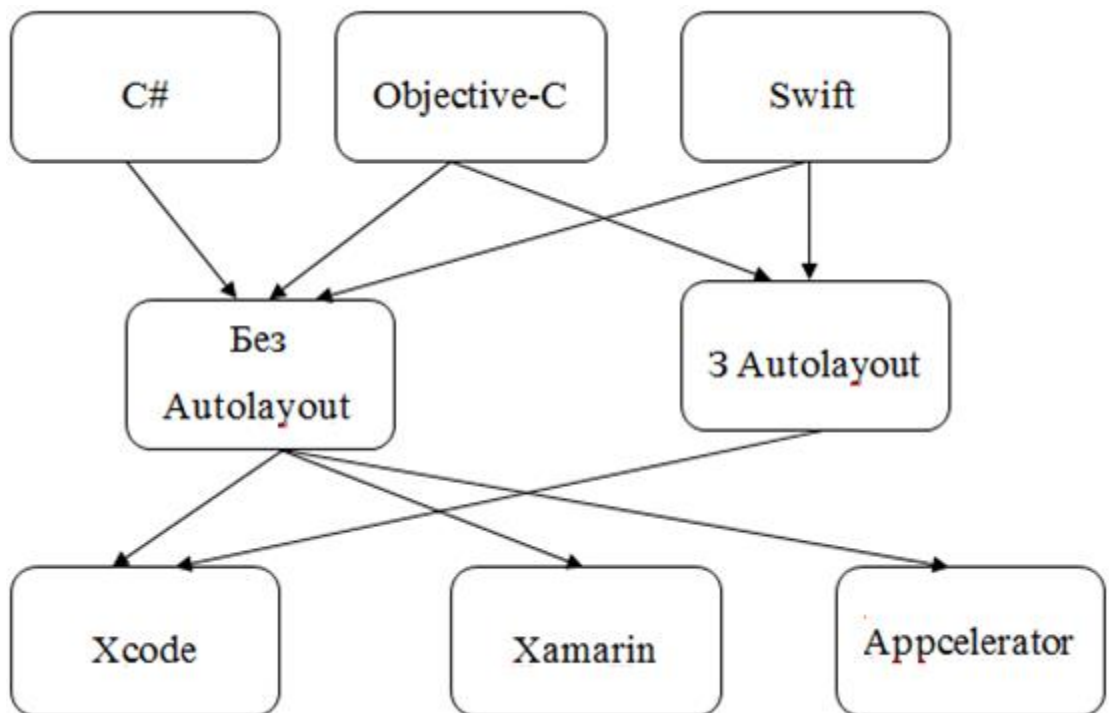 C#
Objective-C
Swift
Без
Autolayout
З Autolayout
Xcode
Xamarin
Appcelerator